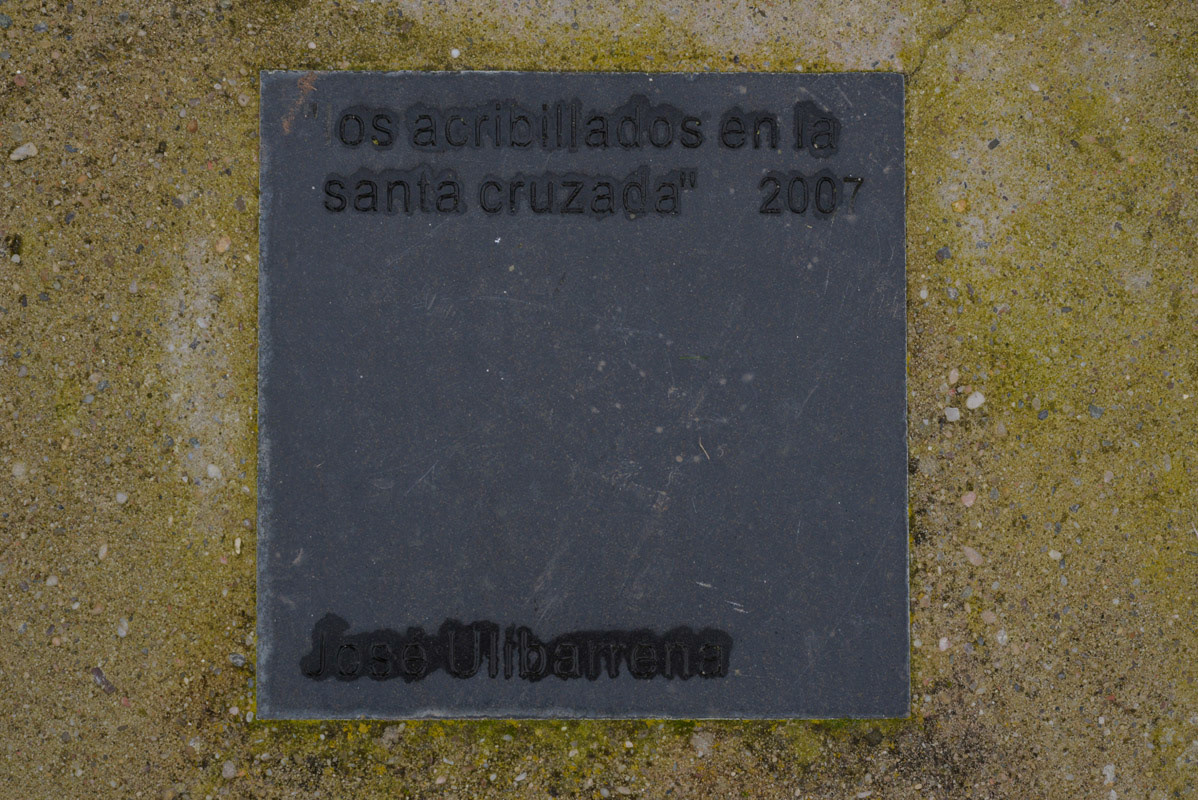 "los acribillados en la
santa cruzada" 2007
José Ulibarrena